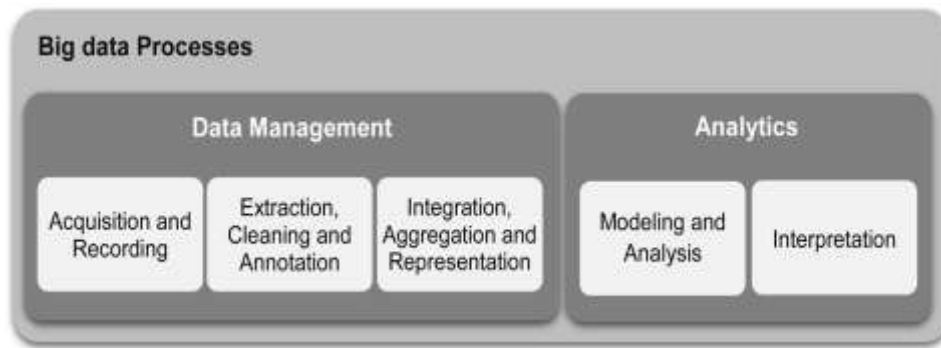 Big data Processes
Data Management
Acquisition and
Recording
Extraction,
Cleaning and
Annotation
Integration,
Aggregation and
Representation
Analytics
Modeling and
Analysis
Interpretation